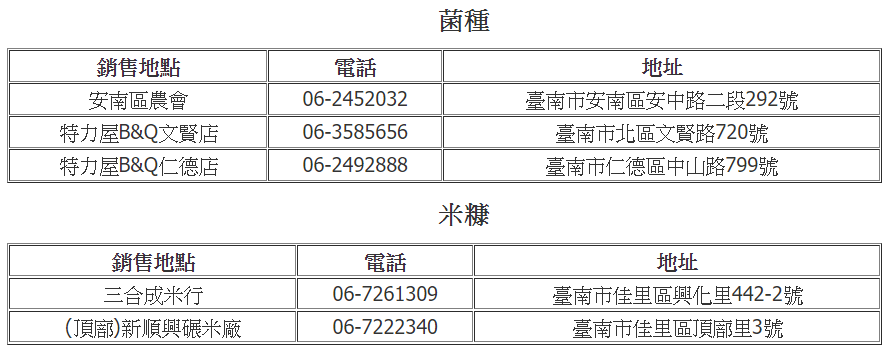 菌種
銷售地點 電話 地址
安南區農會 06-2452032 臺南市安南區安中路二段292號
特力屋B&Q文賢店 06-3585656 臺南市北區文賢路720號
特力屋B&Q仁德店 06-2492888 臺南市仁德區中山路799號
米糠
銷售地點 電話 地址
三合成米行 06-7261309 臺南市佳里區興化里442-2號
(頂廍)新順興碾米廠 06-7222340 臺南市佳里區頂廍里3號